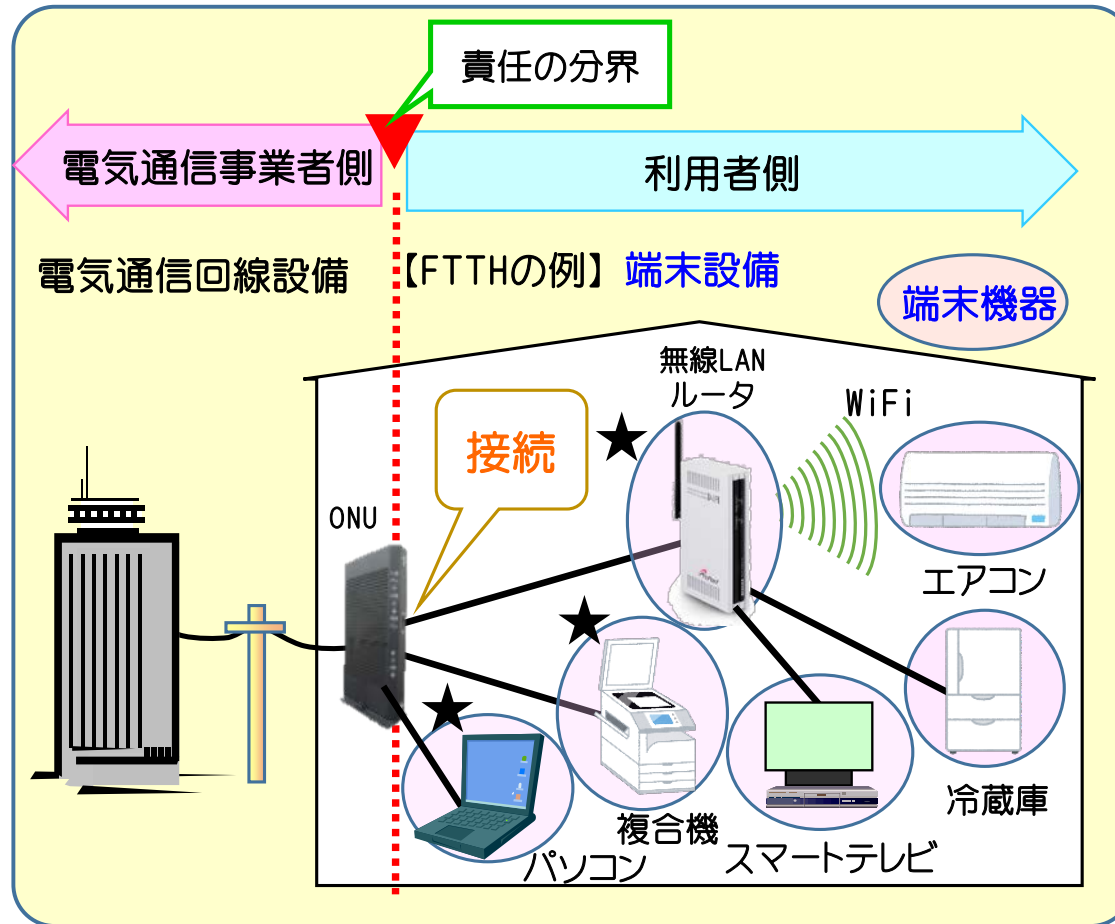 責任の分界
電気通信事業者側
利用者側
電気通信回線設備
【FTTHの例】端末設備
端末機器
無線LAN
ルータ
WiFi
接続
ONU
エアコン
冷蔵庫
複合機
スマートテレビ
パソコン